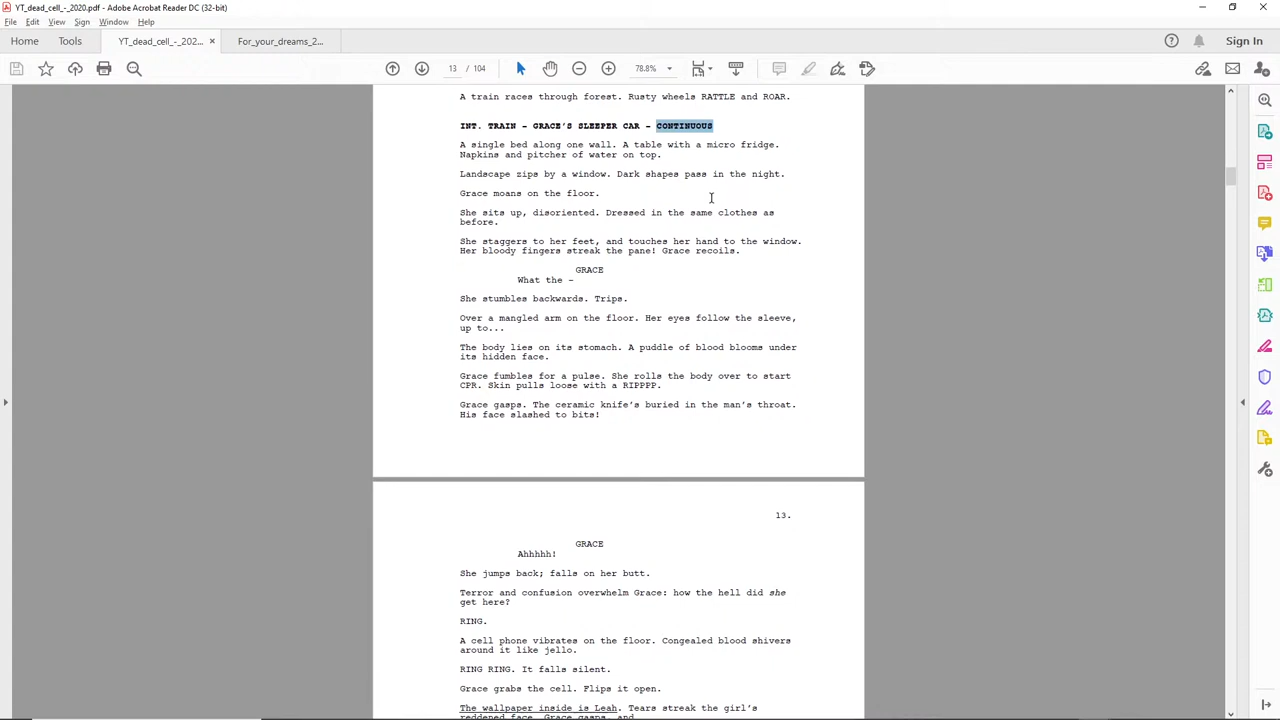 YT_dead_cell_-_2020.pdf - Adobe Acrobat Reader DC (32-bit)
File Edit View Sign Window Help
Home Tools YT_dead_cell_-_202... × For_your_dreams_2... Sign In
13 / 104 78.8%
A train races through forest. Rusty wheels RATTLE and ROAR.
INT. TRAIN – GRACE'S SLEEPER CAR – CONTINUOUS
A single bed along one wall. A table with a micro fridge.
Napkins and pitcher of water on top.
Landscape zips by a window. Dark shapes pass in the night.
Grace moans on the floor.
She sits up, disoriented. Dressed in the same clothes as
before.
She staggers to her feet, and touches her hand to the window.
Her bloody fingers streak the pane! Grace recoils.
GRACE
What the –
She stumbles backwards. Trips.
Over a mangled arm on the floor. Her eyes follow the sleeve,
up to...
The body lies on its stomach. A puddle of blood blooms under
its hidden face.
Grace fumbles for a pulse. She rolls the body over to start
CPR. Skin pulls loose with a RIPPPP.
Grace gasps. The ceramic knife's buried in the man's throat.
His face slashed to bits!
13.
GRACE
Ahhhhh!
She jumps back; falls on her butt.
Terror and confusion overwhelm Grace: how the hell did she
get here?
RING.
A cell phone vibrates on the floor. Congealed blood shivers
around it like jello.
RING RING. It falls silent.
Grace grabs the cell. Flips it open.
The wallpaper inside is Leah. Tears streak the girl's
reddened face. Grace gasps, and